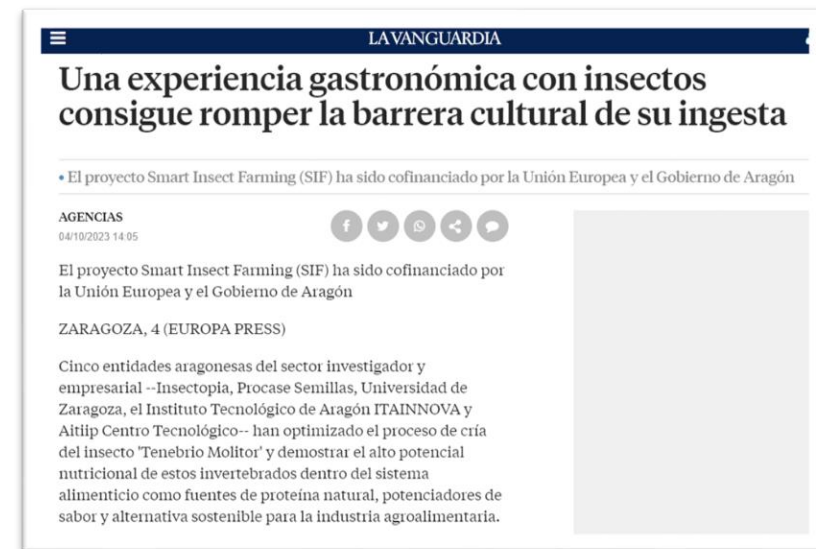 LA VANGUARDIA
Una experiencia gastronómica con insectos
consigue romper la barrera cultural de su ingesta
• El proyecto Smart Insect Farming (SIF) ha sido cofinanciado por la Unión Europea y el Gobierno de Aragón
AGENCIAS
04/10/2023 14:05
El proyecto Smart Insect Farming (SIF) ha sido cofinanciado por
la Unión Europea y el Gobierno de Aragón
ZARAGOZA, 4 (EUROPA PRESS)
Cinco entidades aragonesas del sector investigador y
empresarial --Insectopia, Procase Semillas, Universidad de
Zaragoza, el Instituto Tecnológico de Aragón ITAINNOVA y
Aitiip Centro Tecnológico-- han optimizado el proceso de cría
del insecto 'Tenebrio Molitor' y demostrar el alto potencial
nutricional de estos invertebrados dentro del sistema
alimenticio como fuentes de proteína natural, potenciadores de
sabor y alternativa sostenible para la industria agroalimentaria.